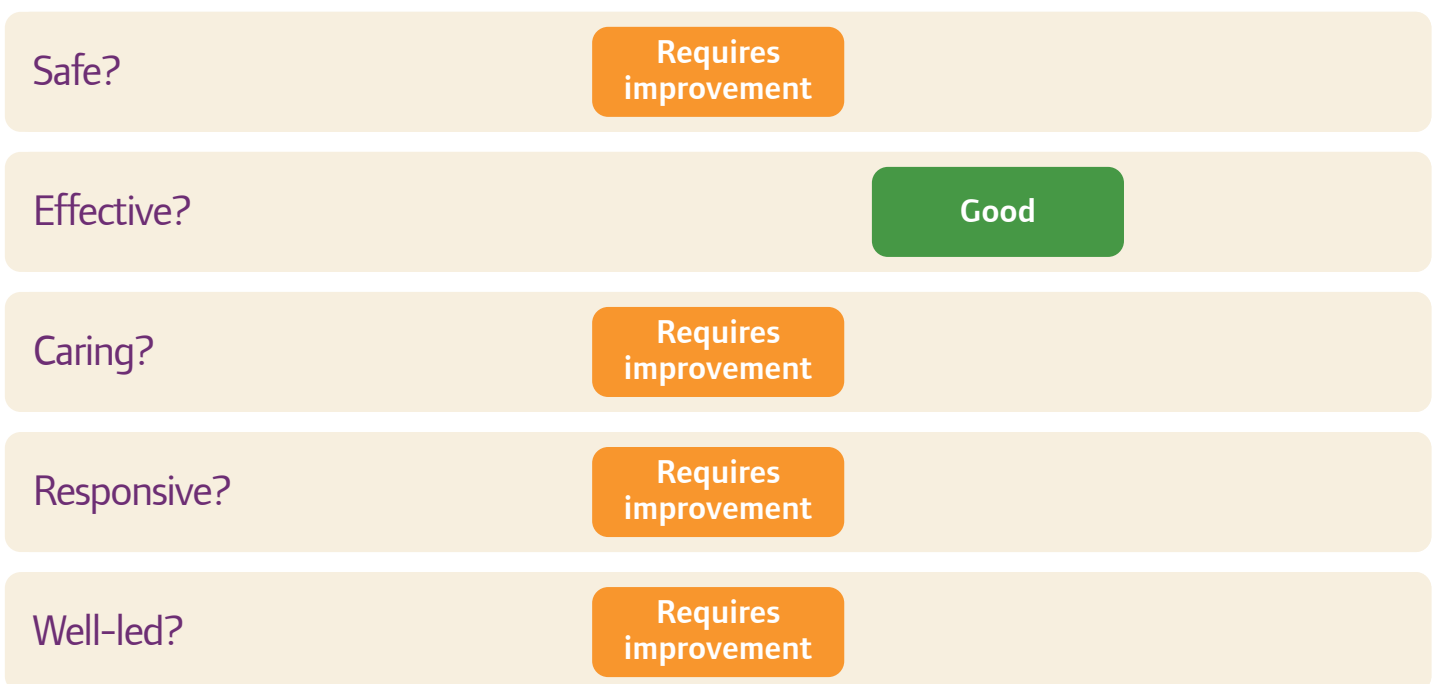 Safe?
Requires
improvement
Effective?
Good
Caring?
Requires
improvement
Responsive?
Requires
improvement
Well-led?
Requires
improvement